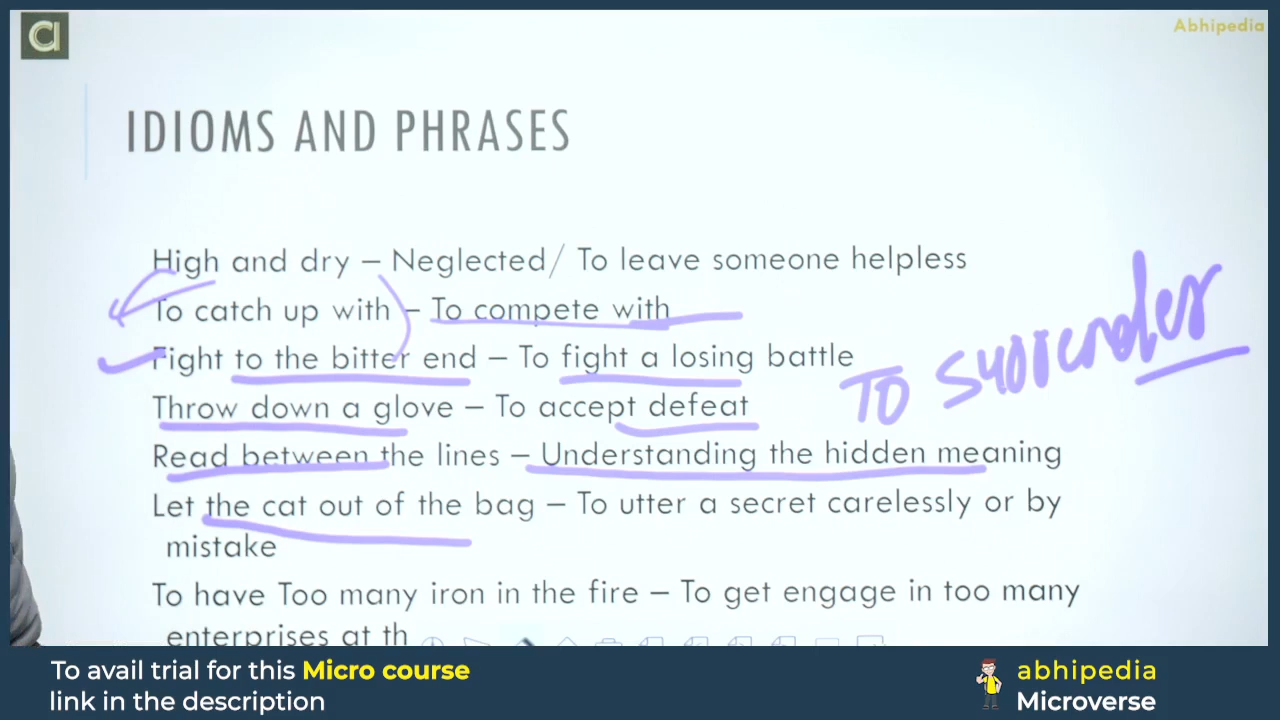 Abhipedia
IDIOMS AND PHRASES
High and dry – Neglected/ To leave someone helpless
To catch up with – To compete with
Fight to the bitter end – To fight a losing battle
To surrender
Throw down a glove – To accept defeat
Read between the lines – Understanding the hidden meaning
Let the cat out of the bag – To utter a secret carelessly or by
mistake
To have Too many iron in the fire – To get engage in too many
enterprises at th
To avail trial for this Micro course
link in the description
abhipedia
Microverse